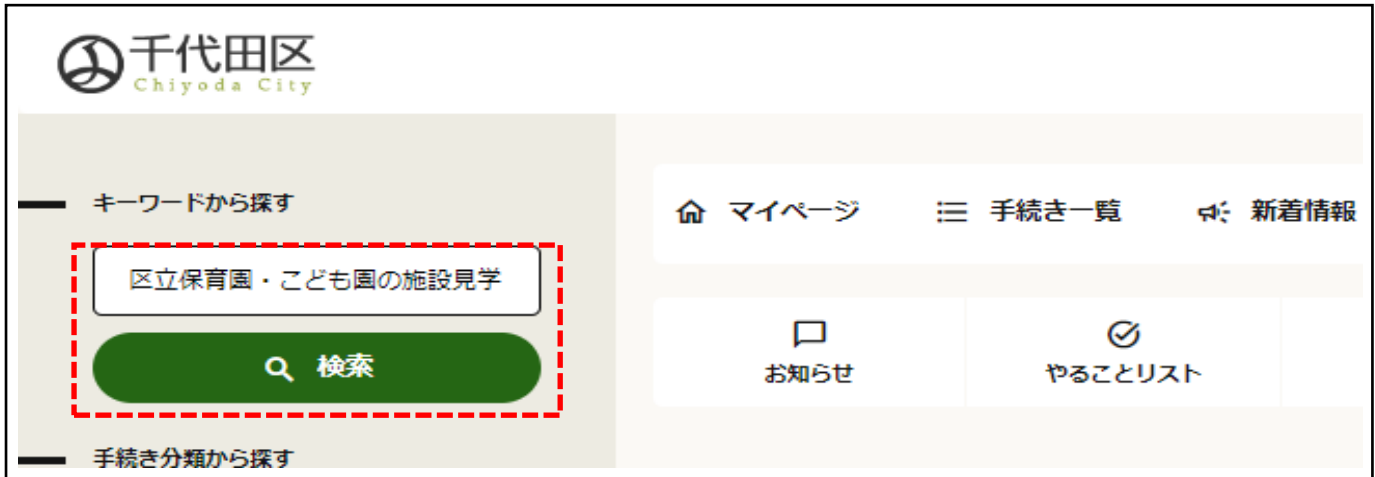 千代田区
Chiyoda City
キーワードから探す
区立保育園・こども園の施設見学
検索
手続き分類から探す
マイページ
手続き一覧
新着情報
お知らせ
やることリスト